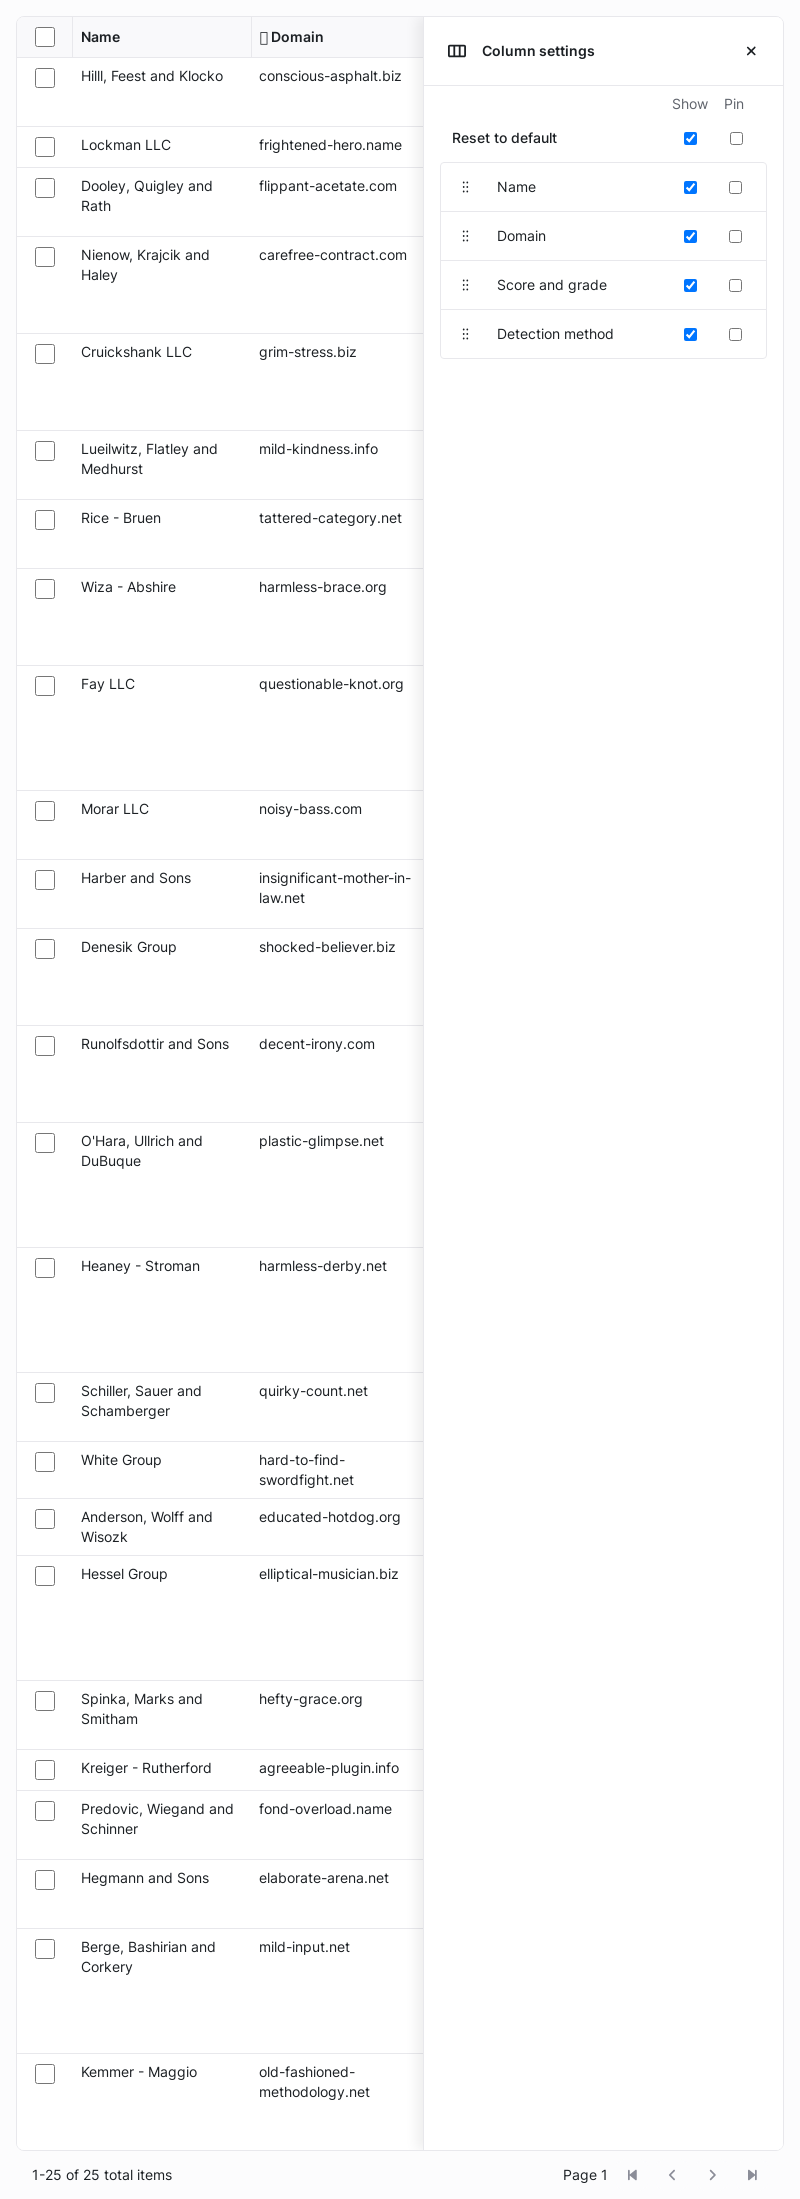 Name
Domain
Hilll, Feest and Klocko
conscious-asphalt.biz
Lockman LLC
frightened-hero.name
Dooley, Quigley and
Rath
flippant-acetate.com
Nienow, Krajcik and
Haley
carefree-contract.com
Cruickshank LLC
grim-stress.biz
Lueilwitz, Flatley and
Medhurst
mild-kindness.info
Rice - Bruen
tattered-category.net
Wiza - Abshire
harmless-brace.org
Fay LLC
questionable-knot.org
Morar LLC
noisy-bass.com
Harber and Sons
insignificant-mother-in-
law.net
Denesik Group
shocked-believer.biz
Runolfsdottir and Sons
decent-irony.com
O'Hara, Ullrich and
DuBuque
plastic-glimpse.net
Heaney - Stroman
harmless-derby.net
Schiller, Sauer and
Schamberger
quirky-count.net
White Group
hard-to-find-
swordfight.net
Anderson, Wolff and
Wisozk
educated-hotdog.org
Hessel Group
elliptical-musician.biz
Spinka, Marks and
Smitham
hefty-grace.org
Kreiger - Rutherford
agreeable-plugin.info
Predovic, Wiegand and
Schinner
fond-overload.name
Hegmann and Sons
elaborate-arena.net
Berge, Bashirian and
Corkery
mild-input.net
Kemmer - Maggio
old-fashioned-
methodology.net
Column settings
Show Pin
Reset to default
Name
Domain
Score and grade
Detection method
1-25 of 25 total items
Page 1